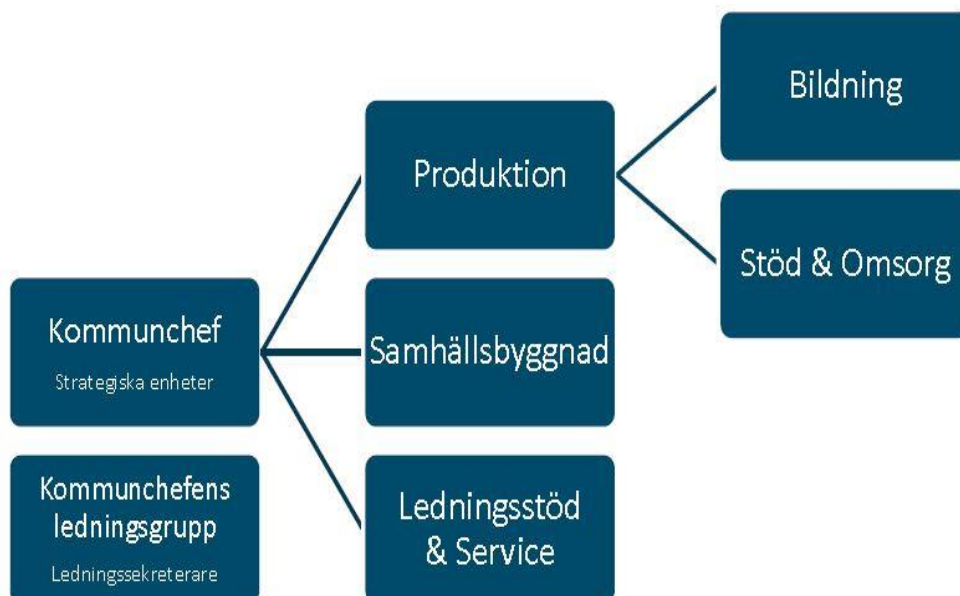 Kommunchef
Strategiska enheter
Kommunchefens
ledningsgrupp
Ledningssekreterare
Produktion
Samhällsbyggnad
Ledningsstöd
& Service
Bildning
Stöd & Omsorg